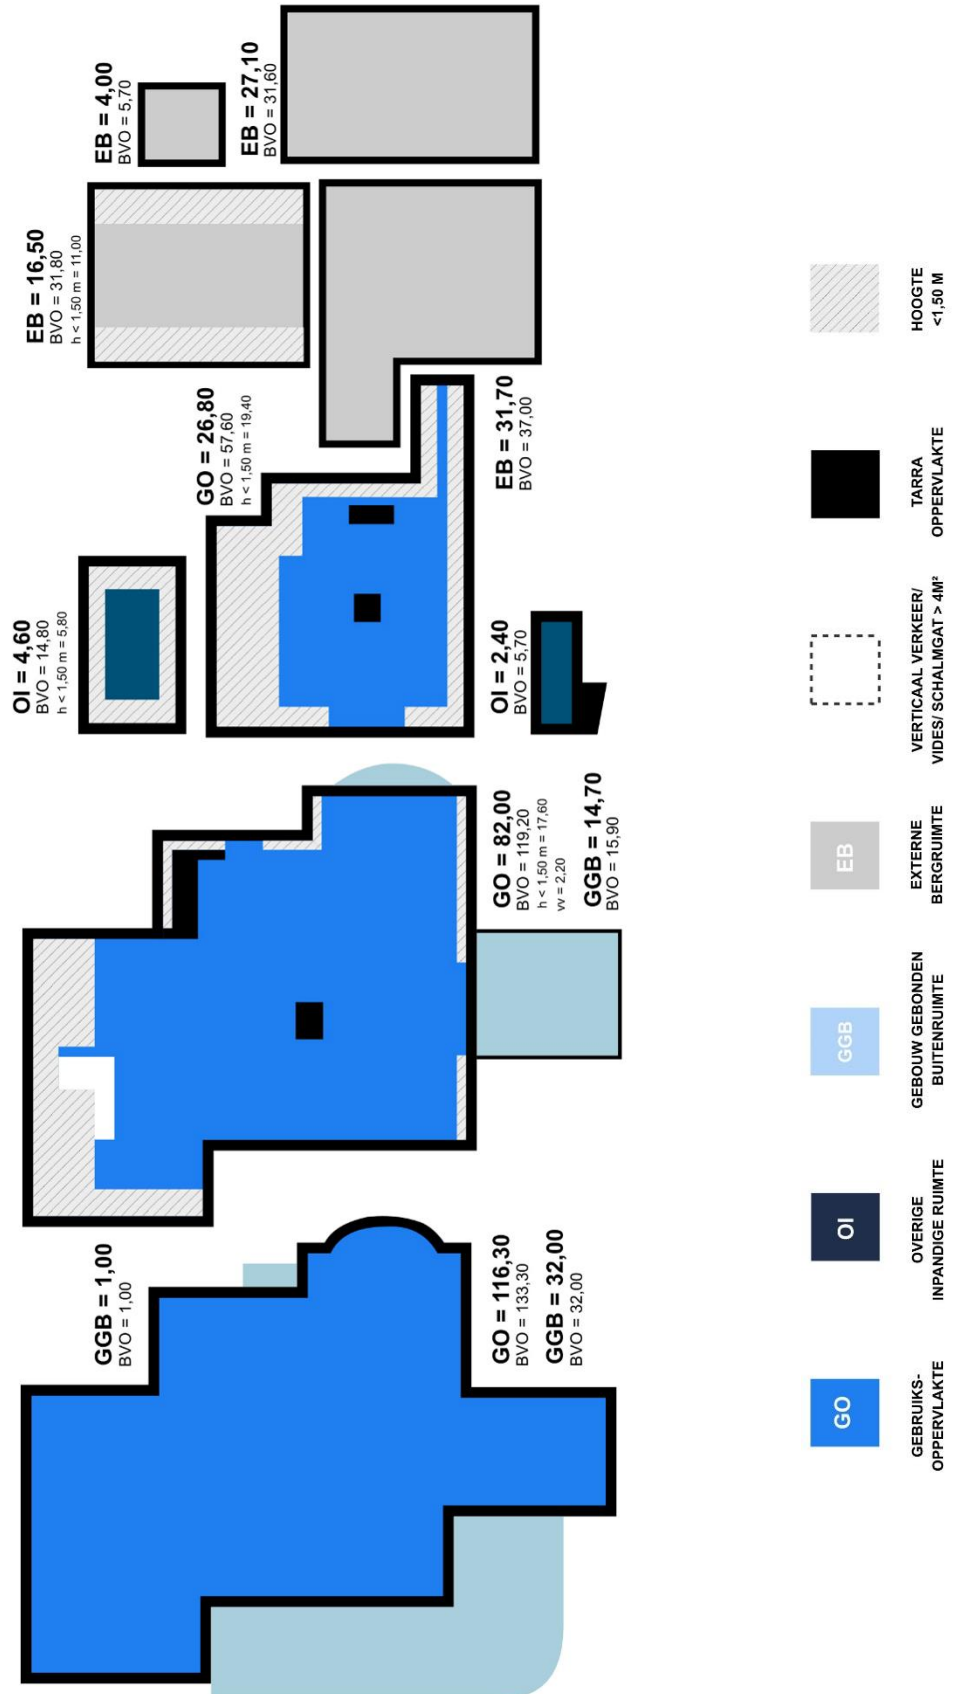 GGB = 1,00
BVO = 1,00
GO = 116,30
BVO = 133,30
GGB = 32,00
BVO = 32,00
GO = 82,00
BVO = 119,20
h < 1,50 m = 17,60
vv = 2,20
GGB = 14,70
BVO = 15,90
OI = 4,60
BVO = 14,80
h < 1,50 m = 5,80
GO = 26,80
BVO = 57,60
h < 1,50 m = 19,40
OI = 2,40
BVO = 5,70
EB = 16,50
BVO = 31,80
h < 1,50 m = 11,00
EB = 31,70
BVO = 37,00
EB = 4,00
BVO = 5,70
EB = 27,10
BVO = 31,60
GO
GEBRUIKS-
OPPERVLAKTE
OI
OVERIGE
INPANDIGE RUIMTE
GGB
GEBOUW GEBONDEN
BUITENRUIMTE
EB
EXTERNE
BERGRUIMTE
VERTICAAL VERKEER/
VIDES/ SCHALMGAT > 4M²
TARRA
OPPERVLAKTE
HOOGTE
<1,50 M